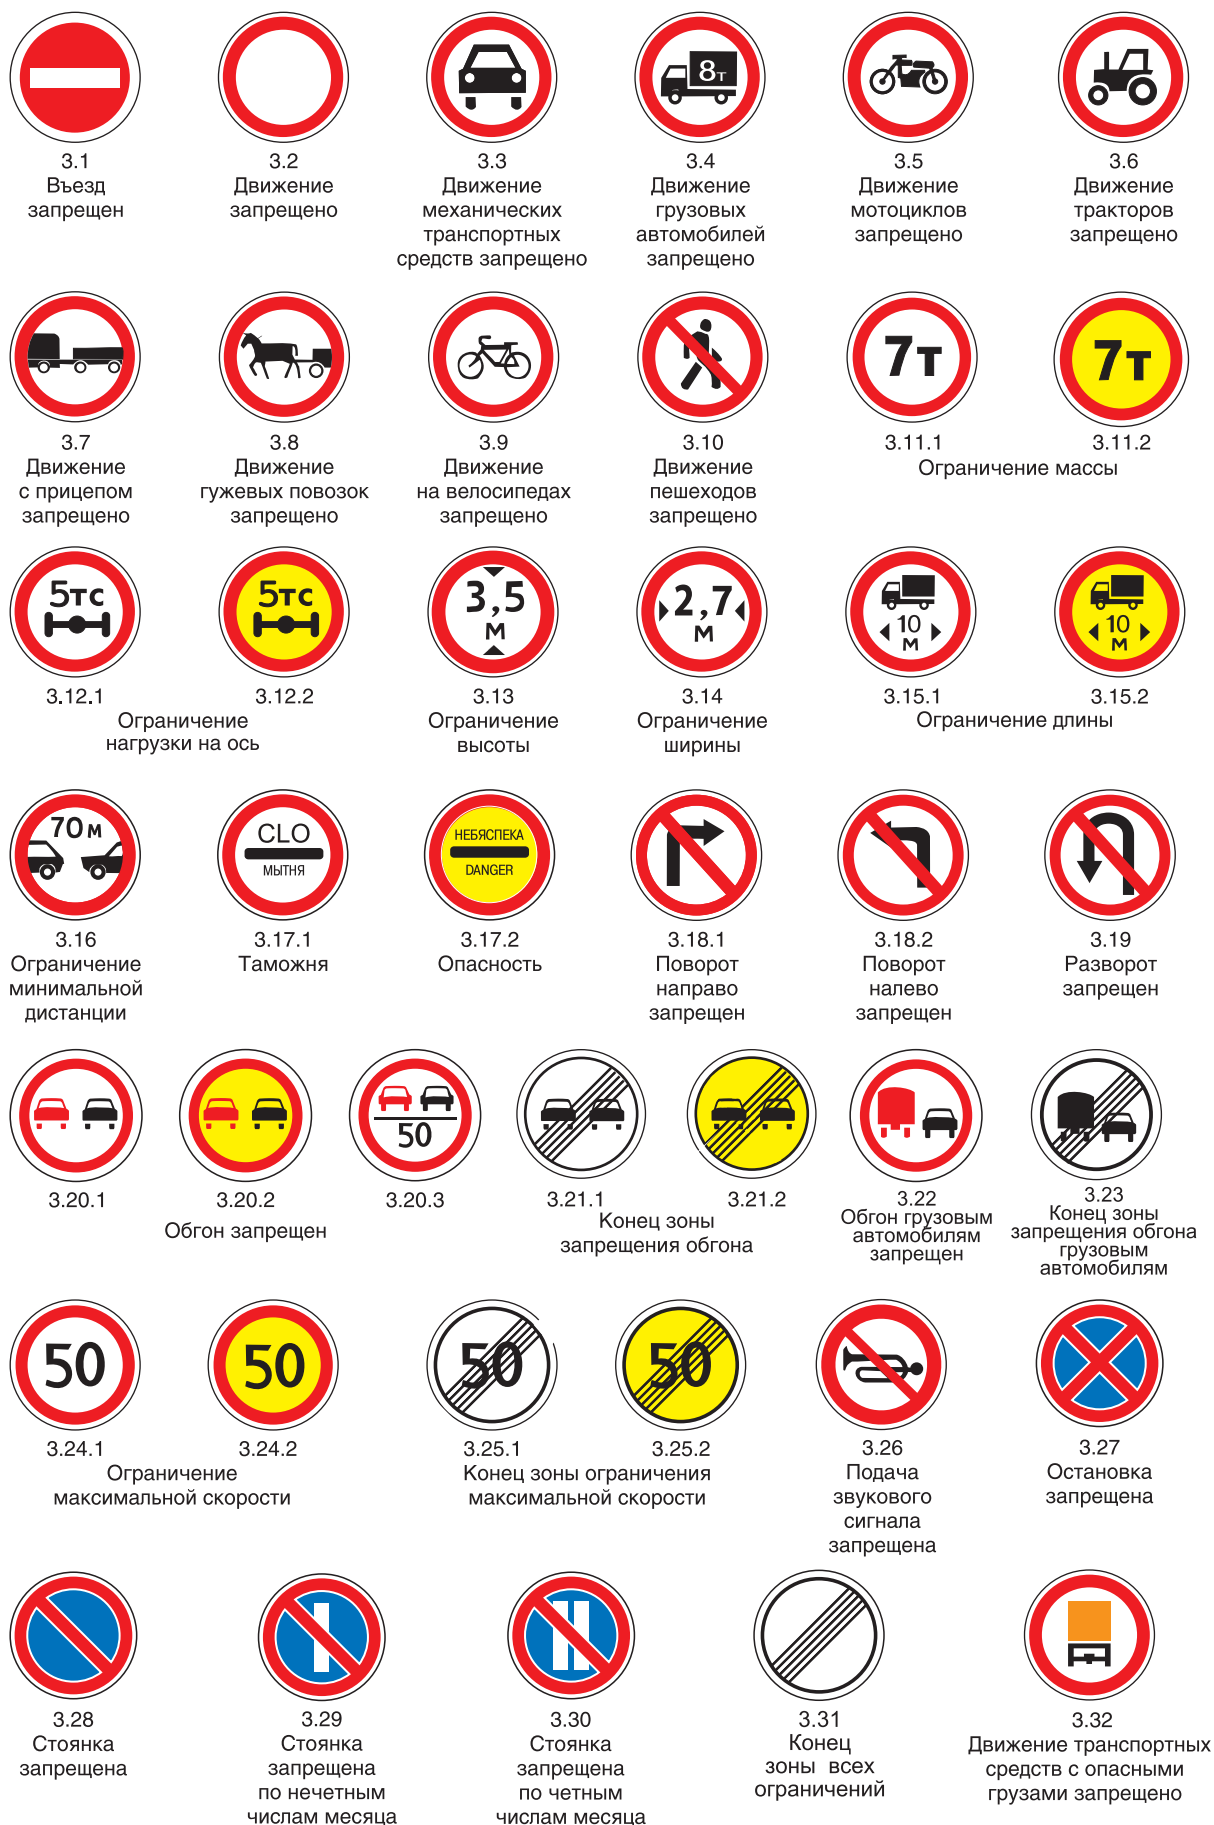 8т
3.1
Въезд
запрещен
3.2
Движение
запрещено
3.3
Движение
механических
транспортных
средств запрещено
3.4
Движение
грузовых
автомобилей
запрещено
3.5
Движение
мотоциклов
запрещено
3.6
Движение
тракторов
запрещено
7т
7т
3.7
Движение
с прицепом
запрещено
3.8
Движение
гужевых повозок
запрещено
3.9
Движение
на велосипедах
запрещено
3.10
Движение
пешеходов
запрещено
3.11.1
3.11.2
Ограничение массы
5тс
5тс
3,5
м
2,7
м
10
м
10
м
3.12.1
3.12.2
Ограничение
нагрузки на ось
3.13
Ограничение
высоты
3.14
Ограничение
ширины
3.15.1
3.15.2
Ограничение длины
70м
CLO
МЫТНЯ
НЕБЯСПЕКА
DANGER
3.16
Ограничение
минимальной
дистанции
3.17.1
Таможня
3.17.2
Опасность
3.18.1
Поворот
направо
запрещен
3.18.2
Поворот
налево
запрещен
3.19
Разворот
запрещен
50
3.20.1
3.20.2
3.20.3
Обгон запрещен
3.21.1
3.21.2
Конец зоны
запрещения обгона
3.22
Обгон грузовым
автомобилям
запрещен
3.23
Конец зоны
запрещения обгона
грузовым
автомобилям
50
50
50
50
3.24.1
3.24.2
Ограничение
максимальной скорости
3.25.1
3.25.2
Конец зоны ограничения
максимальной скорости
3.26
Подача
звукового
сигнала
запрещена
3.27
Остановка
запрещена
3.28
Стоянка
запрещена
3.29
Стоянка
запрещена
по нечетным
числам месяца
3.30
Стоянка
запрещена
по четным
числам месяца
3.31
Конец
зоны всех
ограничений
3.32
Движение транспортных
средств с опасными
грузами запрещено